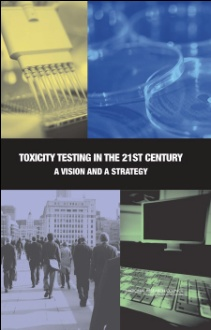 TOXICITY TESTING IN THE 21ST CENTURY
A VISION AND A STRATEGY